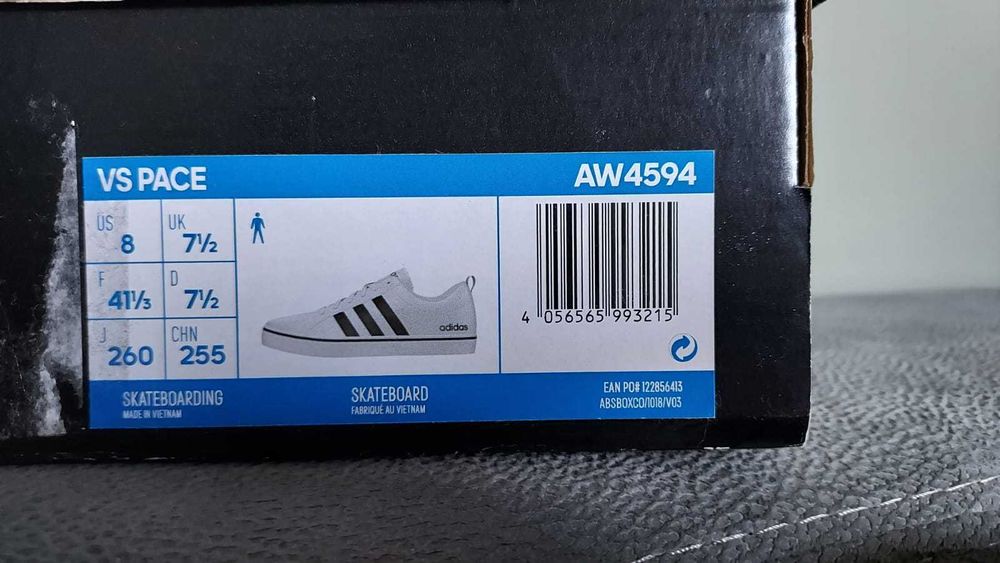 VS PACE
AW4594
US 8
UK 7½
F 41⅓
D 7½
J 260
CHN 255
adidas
4 056565 993215
SKATEBOARDING
MADE IN VIETNAM
SKATEBOARD
FABRIQUÉ AU VIETNAM
EAN PO# 122856413
ABSBOXCO/1018/V03